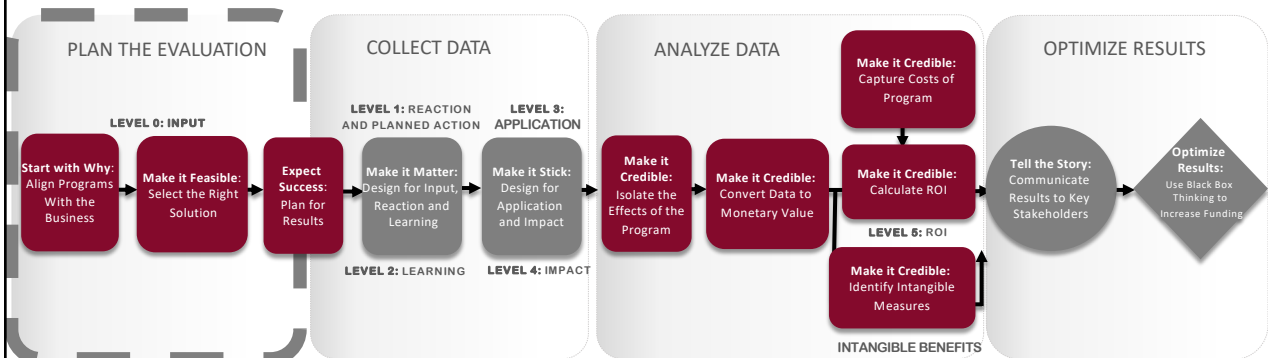 PLAN THE EVALUATION
LEVEL 0: INPUT
Start with Why:
Align Programs
With the
Business
Make it Feasible:
Select the Right
Solution
Expect
Success:
Plan for
Results
COLLECT DATA
LEVEL 1: REACTION
AND PLANNED ACTION
LEVEL 3:
APPLICATION
Make it Matter:
Design for Input,
Reaction and
Learning
Make it Stick:
Design for
Application
and Impact
LEVEL 2: LEARNING
LEVEL 4: IMPACT
ANALYZE DATA
Make it Credible:
Capture Costs of
Program
Make it
Credible:
Isolate the
Effects of the
Program
Make it Credible:
Convert Data to
Monetary Value
Make it Credible:
Calculate ROI
LEVEL 5: ROI
Make it Credible:
Identify Intangible
Measures
INTANGIBLE BENEFITS
OPTIMIZE RESULTS
Tell the Story:
Communicate
Results to Key
Stakeholders
Optimize
Results:
Use Black Box
Thinking to
Increase Funding